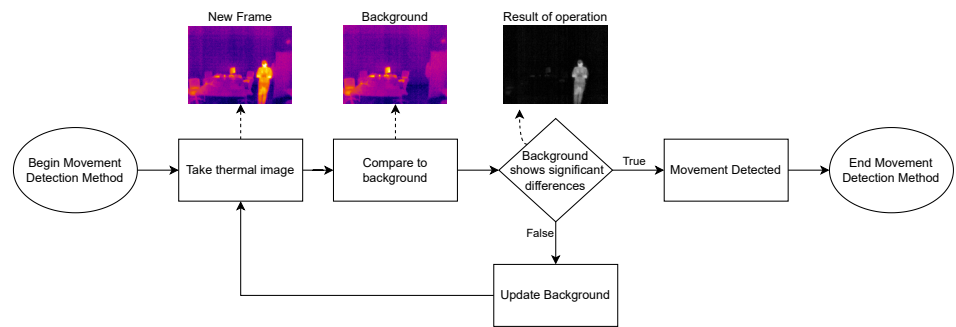 New Frame
Background
Result of operation
Begin Movement
Detection Method
Take thermal image
Compare to
background
Background
shows significant
differences
True
Movement Detected
End Movement
Detection Method
False
Update Background